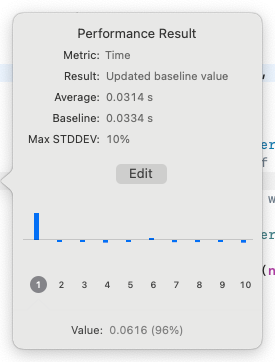 Performance Result
Metric: Time
Result: Updated baseline value
Average: 0.0314 s
Baseline: 0.0334 s
Max STDDEV: 10%
Edit
1 2 3 4 5 6 7 8 9 10
Value: 0.0616 (96%)